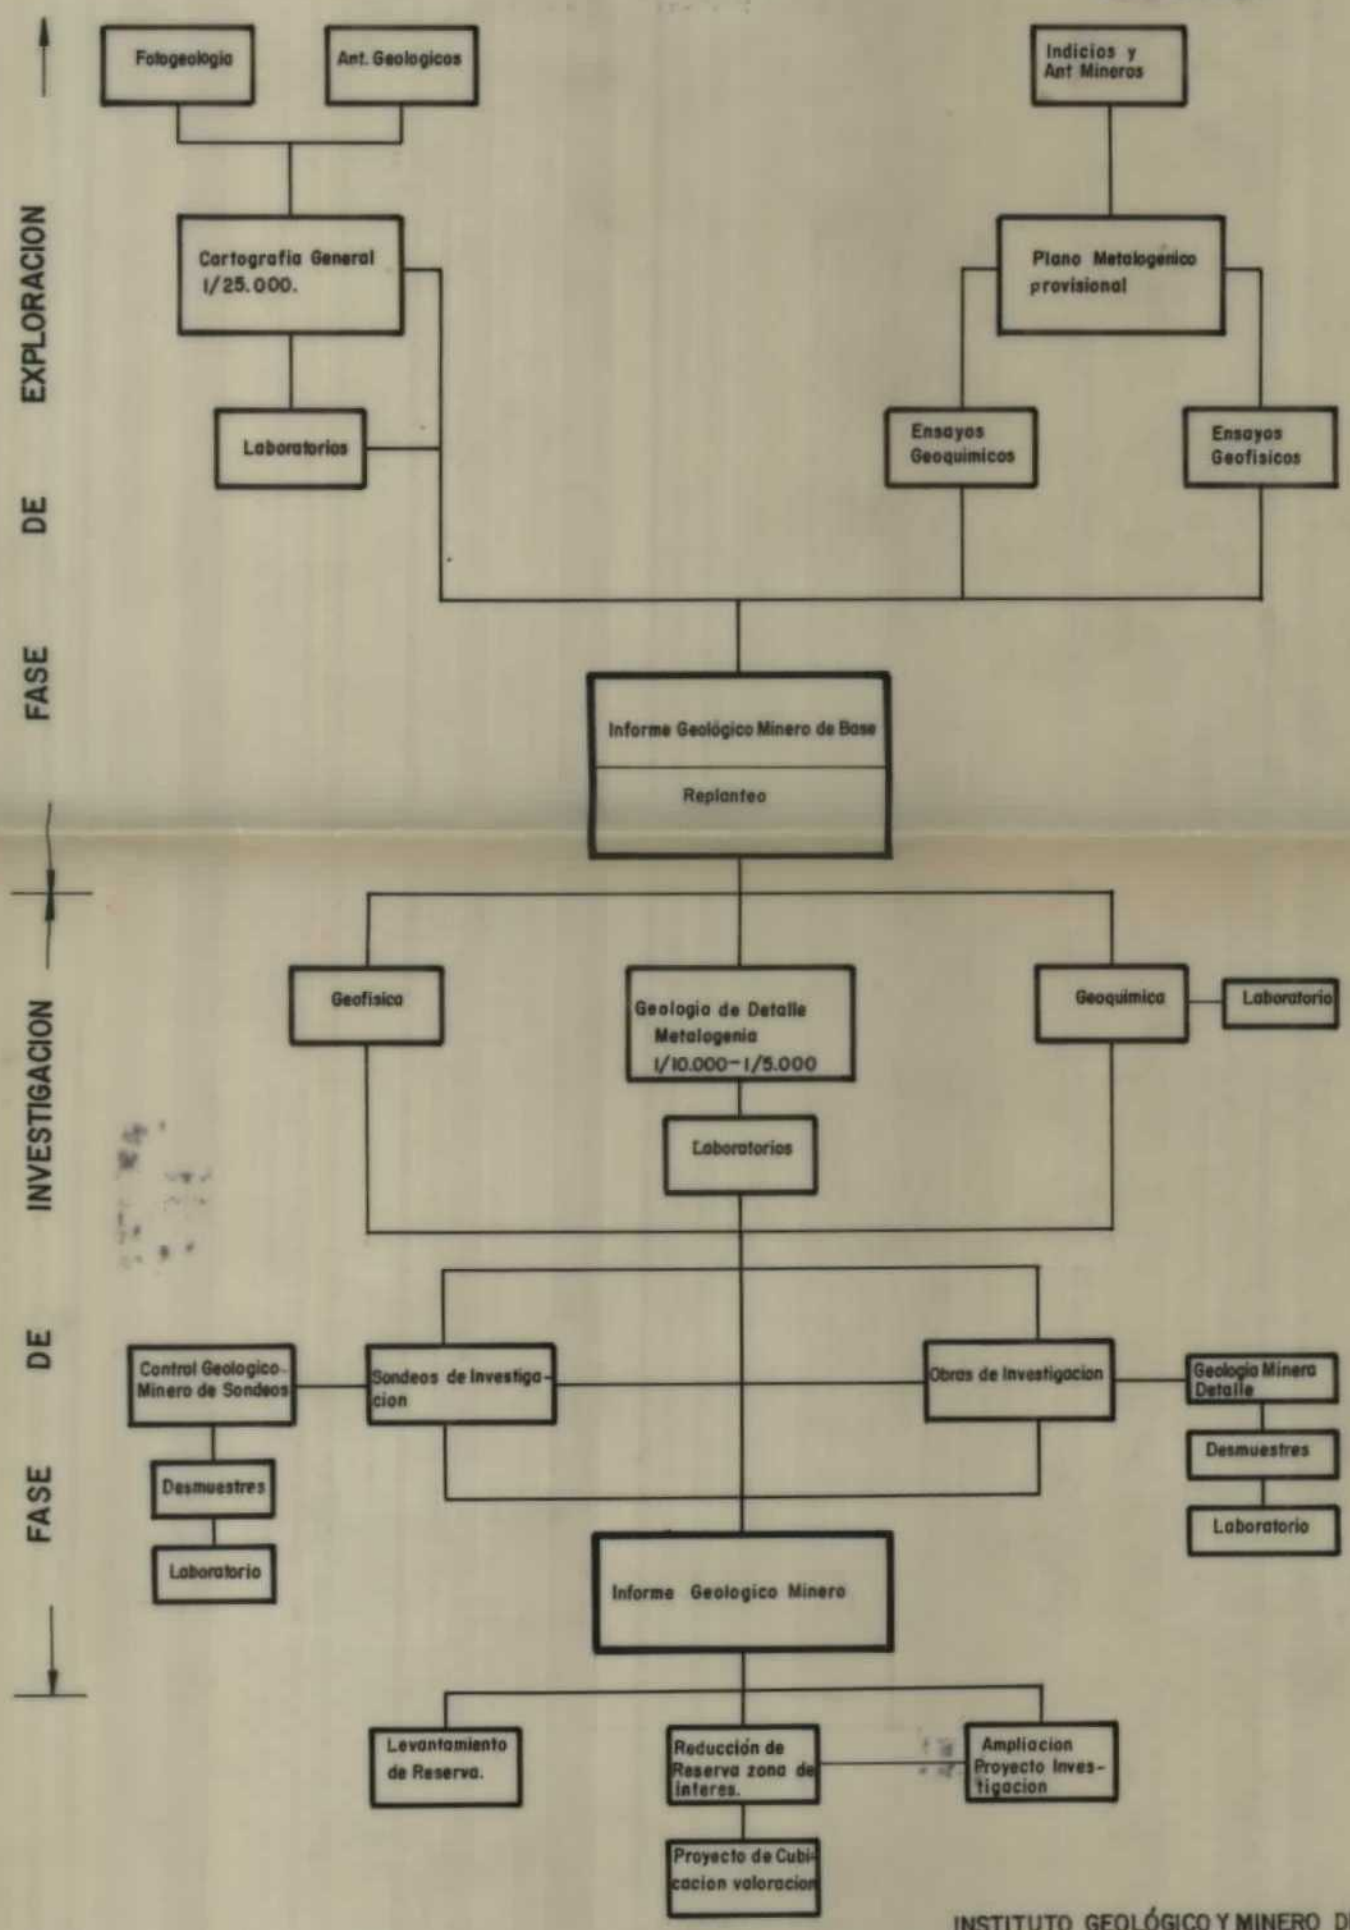 Fotogeologia
Ant. Geologicos
Indicios y
Ant Mineros
Cartografia General
1/25.000.
Plano Metalogénico
provisional
Laboratorios
Ensayos
Geoquimicos
Ensayos
Geofisicos
FASE DE EXPLORACION
Informe Geológico Minero de Base
Replanteo
Geofisica
Geologia de Detalle
Metalogenia
1/10.000-1/5.000
Geoquímica
Laboratorio
Laboratorios
FASE DE INVESTIGACION
Control Geologico-
Minero de Sondeos
Sondeos de Investiga-
cion
Obras de Investigacion
Geologia Minera
Detalle
Desmuestres
Desmuestres
Laboratorio
Laboratorio
Informe Geologico Minero
Levantamiento
de Reserva.
Reducción de
Reserva zona de
interes.
Ampliacion
Proyecto Inves-
tigacion
Proyecto de Cubi-
cacion valoracion
INSTITUTO GEOLÓGICO Y MINERO